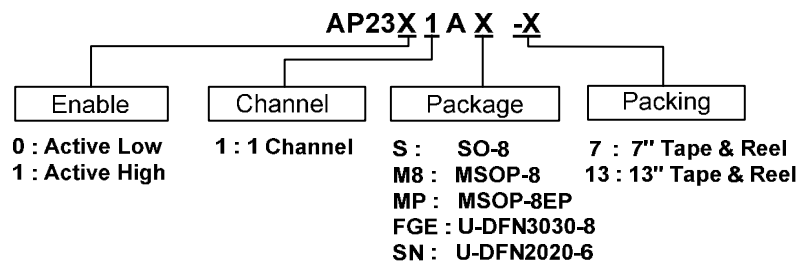 AP23X 1 A X -X
Enable
Channel
Package
Packing
0 : Active Low
1 : Active High
1 : 1 Channel
S : SO-8
M8 : MSOP-8
MP : MSOP-8EP
FGE : U-DFN3030-8
SN : U-DFN2020-6
7 : 7" Tape & Reel
13 : 13" Tape & Reel